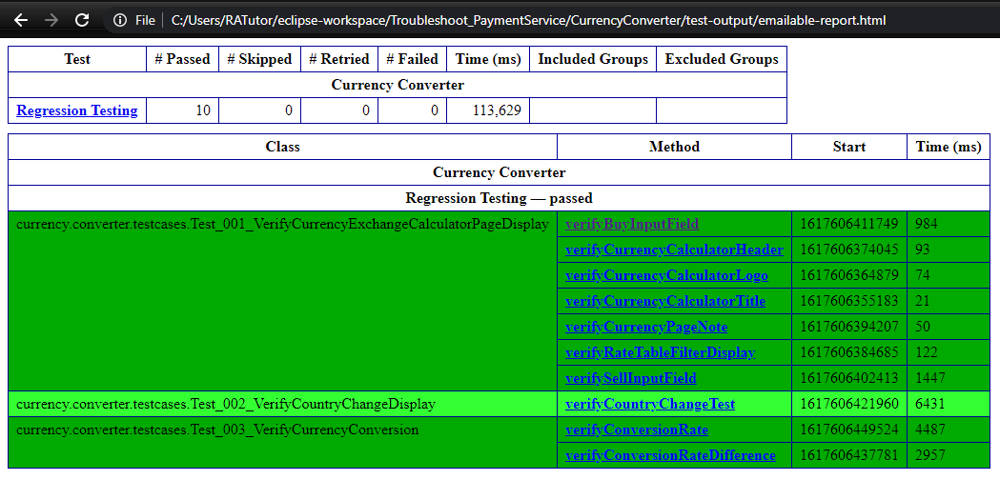 File C:/Users/RATutor/eclipse-workspace/Troubleshoot_PaymentService/CurrencyConverter/test-output/emailable-report.html
Test # Passed # Skipped # Retried # Failed Time (ms) Included Groups Excluded Groups
Currency Converter
Regression Testing 10 0 0 0 113,629
Class Method Start Time (ms)
Currency Converter
Regression Testing — passed
currency.converter.testcases.Test_001_VerifyCurrencyExchangeCalculatorPageDisplay verifyBuyInputField 1617606411749 984
verifyCurrencyCalculatorHeader 1617606374045 93
verifyCurrencyCalculatorLogo 1617606364879 74
verifyCurrencyCalculatorTitle 1617606355183 21
verifyCurrencyPageNote 1617606394207 50
verifyRateTableFilterDisplay 1617606384685 122
verifySellInputField 1617606402413 1447
currency.converter.testcases.Test_002_VerifyCountryChangeDisplay verifyCountryChangeTest 1617606421960 6431
currency.converter.testcases.Test_003_VerifyCurrencyConversion verifyConversionRate 1617606449524 4487
verifyConversionRateDifference 1617606437781 2957